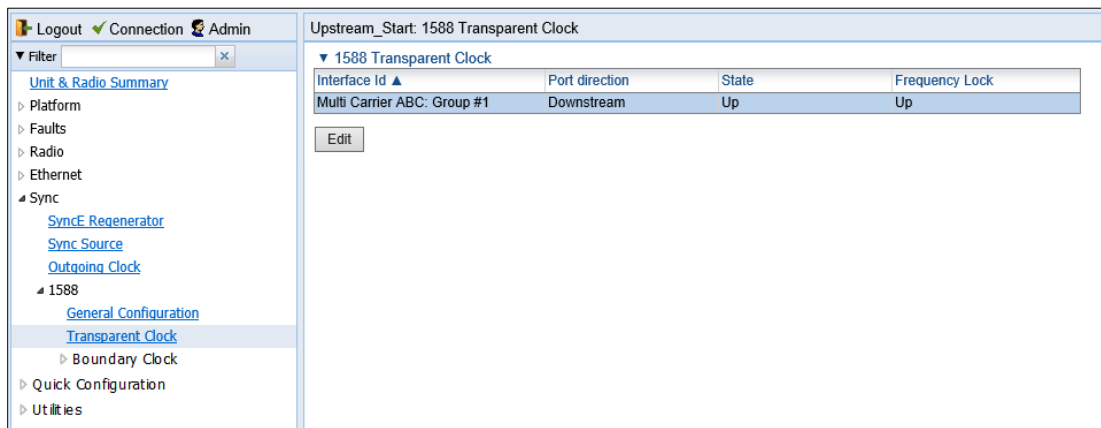 Logout Connection Admin
Filter
Unit & Radio Summary
Platform
Faults
Radio
Ethernet
Sync
SyncE Regenerator
Sync Source
Outgoing Clock
1588
General Configuration
Transparent Clock
Boundary Clock
Quick Configuration
Utilities
Upstream_Start: 1588 Transparent Clock
▼ 1588 Transparent Clock
Interface Id ▲ Port direction State Frequency Lock
Multi Carrier ABC: Group #1 Downstream Up Up
Edit